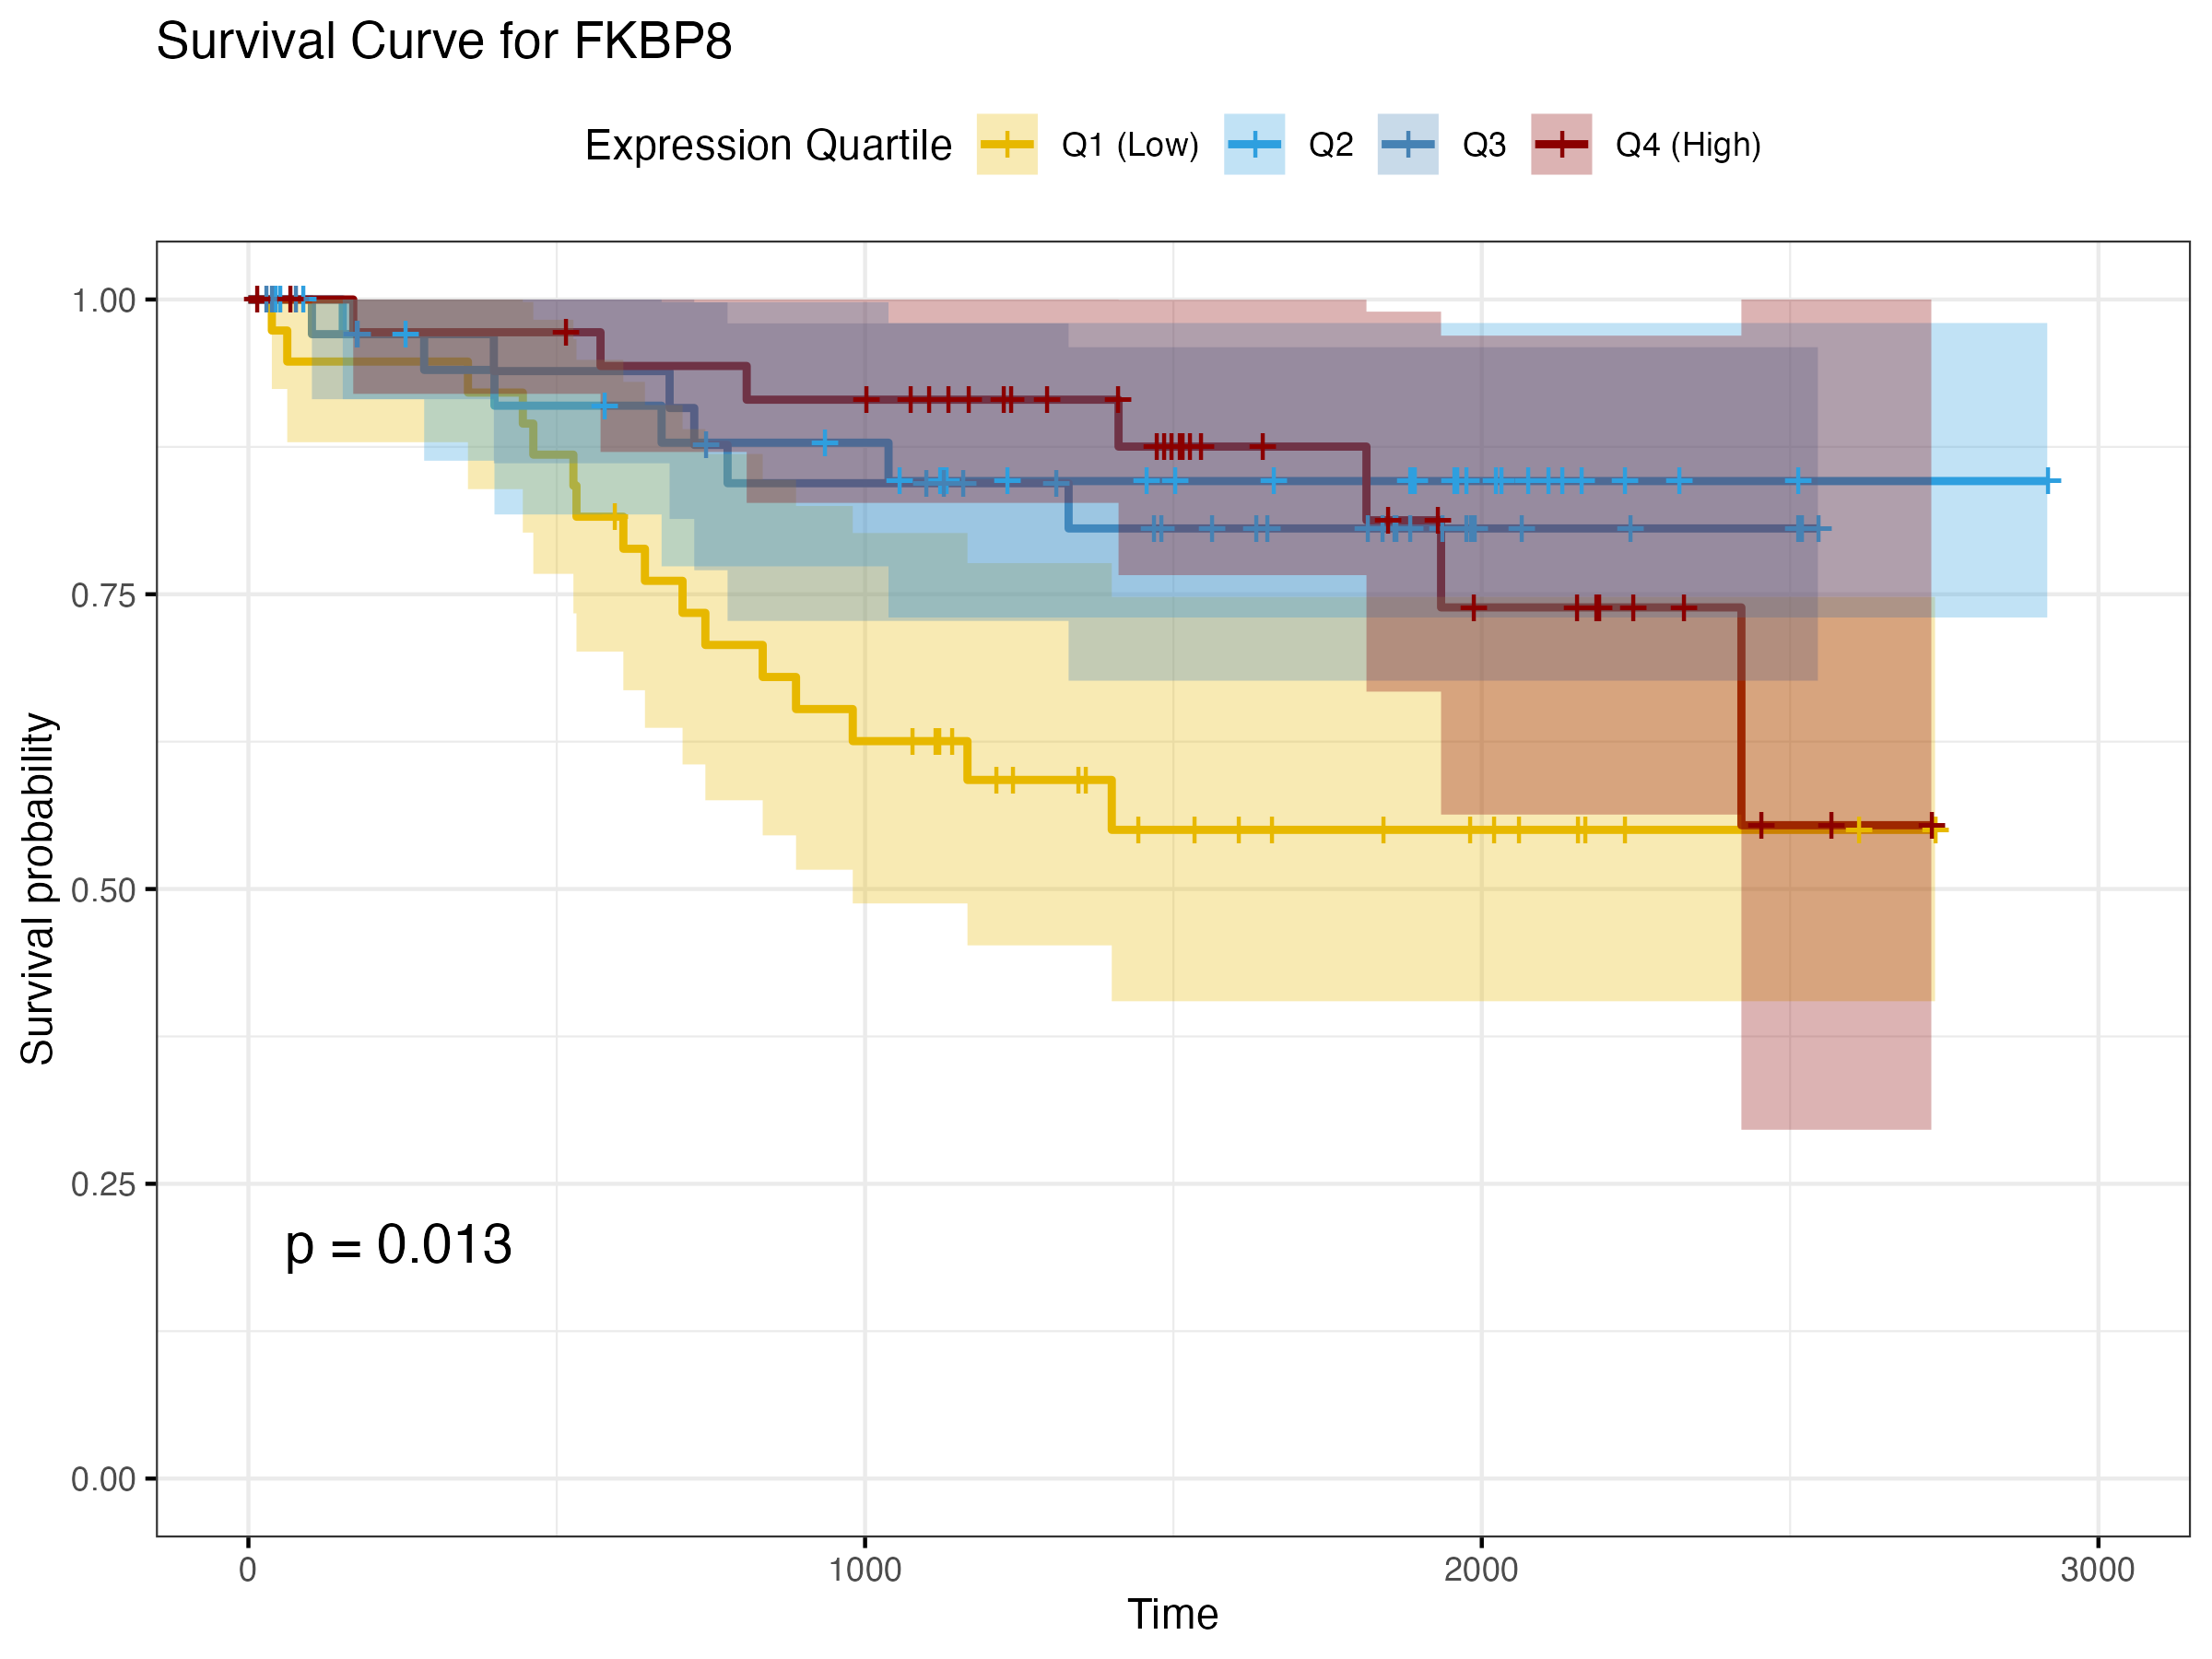 Survival Curve for FKBP8
Expression Quartile Q1 (Low) Q2 Q3 Q4 (High)
1.00
0.75
0.50
0.25
0.00
Survival probability
p = 0.013
0 1000 2000 3000
Time